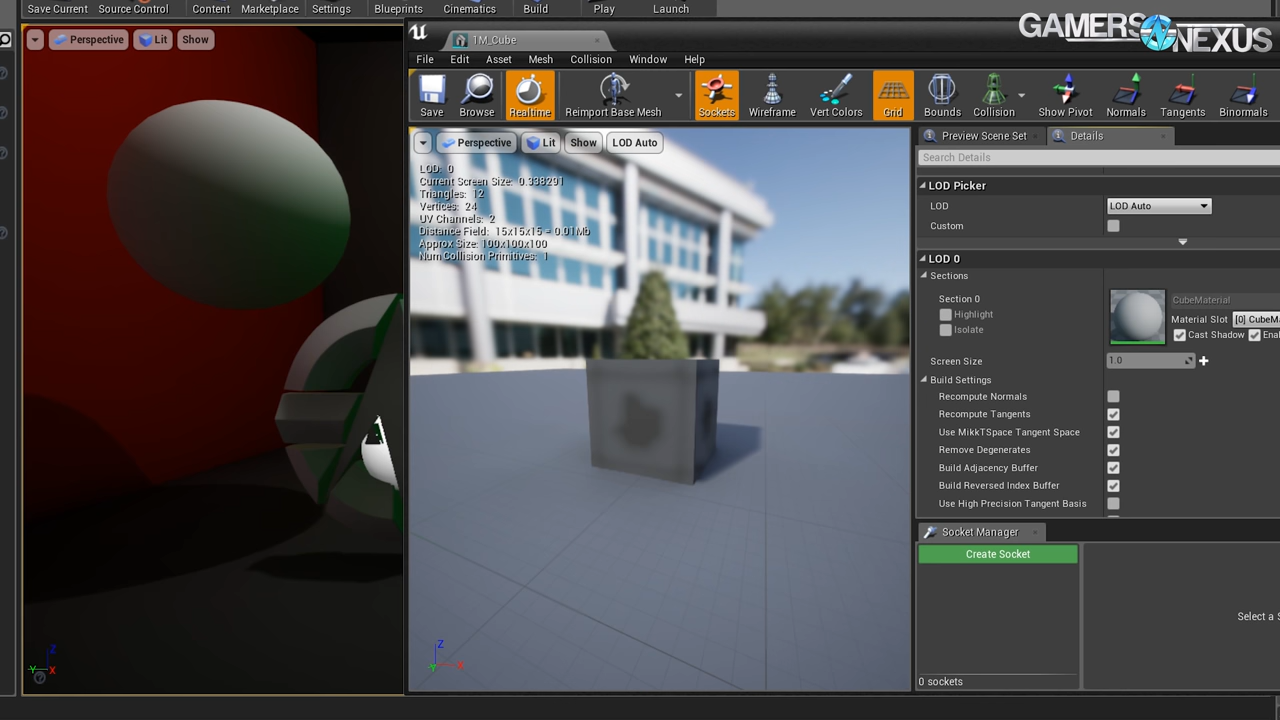 Save Current Source Control Content Marketplace Settings Blueprints Cinematics Build Play Launch
GAMERS NEXUS
Perspective Lit Show
1M_Cube
File Edit Asset Mesh Collision Window Help
Save Browse Realtime Reimport Base Mesh Sockets Wireframe Vert Colors Grid Bounds Collision Show Pivot Normals Tangents Binormals
Perspective Lit Show LOD Auto
LOD: 0
Current Screen Size: 0.338291
Triangles: 12
Vertices: 24
UV Channels: 2
Distance Field: 15x15x15 = 0.01Mb
Approx Size: 100x100x100
Num Collision Primitives: 1
Preview Scene Set Details
Search Details
LOD Picker
LOD LOD Auto
Custom
LOD 0
Sections
Section 0
Highlight
Isolate
CubeMaterial
Material Slot [0] CubeMa
Cast Shadow Enal
Screen Size 1.0
Build Settings
Recompute Normals
Recompute Tangents
Use MikkTSpace Tangent Space
Remove Degenerates
Build Adjacency Buffer
Build Reversed Index Buffer
Use High Precision Tangent Basis
Socket Manager
Create Socket
Select a S
0 sockets
Z
Y X
Z
Y X